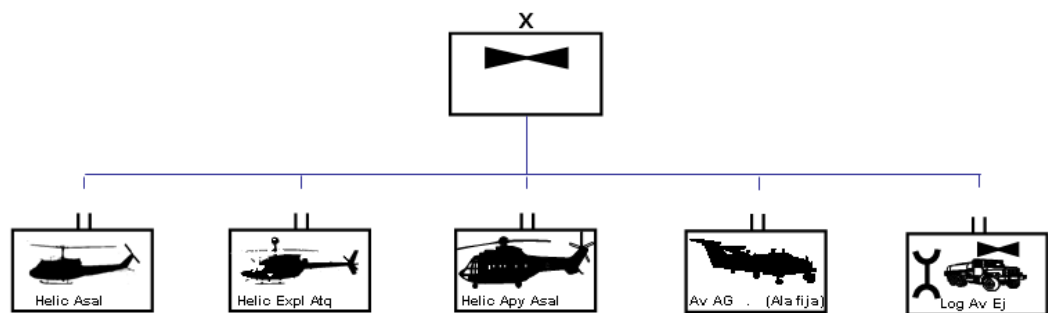 X
II II II II II
Helic Asal Helic Expl Atq Helic Apy Asal Av AG . (Ala fija) Log Av Ej